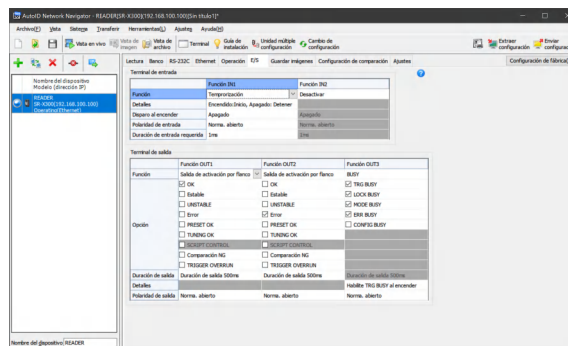 AutoID Network Navigator - READER(SR-X300)(192.168.100.100)[Sin título1]*
Archivo(F) Vista Setenge Transferir Herramientas(L) Ajustes Ayuda(H)
Vista en vivo Vista de imagen Vista de archivo Terminal Guía de instalación Unidad múltiple configuración Cambio de configuración Extraer configuración Enviar configurac
Nombre del dispositivo
Modelo (dirección IP)
READER
SR-X300(192.168.100.100)
Operating(Ethernet)
Nombre del dispositivo READER
Lectura Banco RS-232C Ethernet Operación E/S Guardar imágenes Configuración de comparación Ajustes Configuración de fábrica(
Terminal de entrada
Función IN1 Función IN2
Función Temprorización Desactivar
Detalles Encendido:Inicio, Apagado: Detener
Disparo al encender Apagado Apagado
Polaridad de entrada Norma. abierto Norma. abierto
Duración de entrada requerida 1ms 1ms
Terminal de salida
Función OUT1 Función OUT2 Función OUT3
Función Salida de activación por flanco Salida de activación por flanco BUSY
Opción
OK OK TRG BUSY
Estable Estable LOCK BUSY
UNSTABLE UNSTABLE MODE BUSY
Error Error ERR BUSY
PRESET OK PRESET OK CONFIG BUSY
TUNING OK TUNING OK
SCRIPT CONTROL SCRIPT CONTROL
Comparación NG Comparación NG
TRIGGER OVERRUN TRIGGER OVERRUN
Duración de salida Duración de salida 500ms Duración de salida 500ms Duración de salida 500ms
Detalles Habilite TRG BUSY al encender
Polaridad de salida Norma. abierto Norma. abierto Norma. abierto